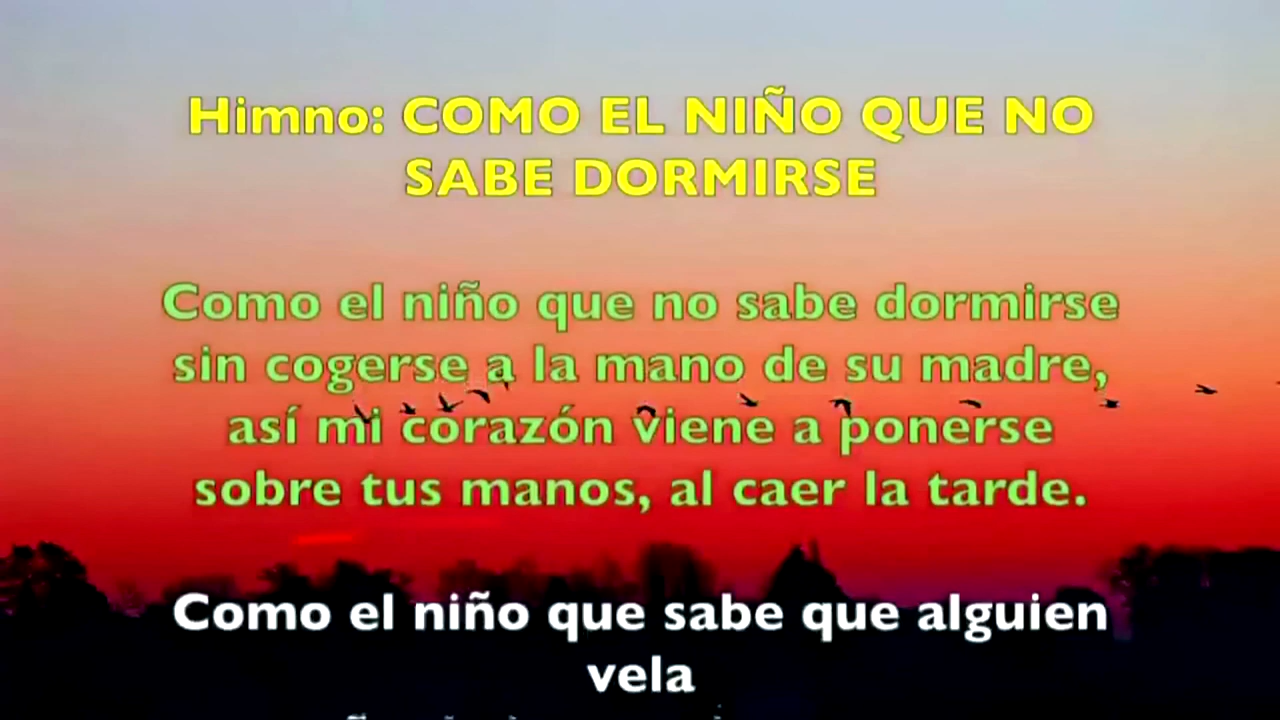 Himno: COMO EL NIÑO QUE NO
SABE DORMIRSE
Como el niño que no sabe dormirse
sin cogerse a la mano de su madre,
así mi corazón viene a ponerse
sobre tus manos, al caer la tarde.
Como el niño que sabe que alguien
vela